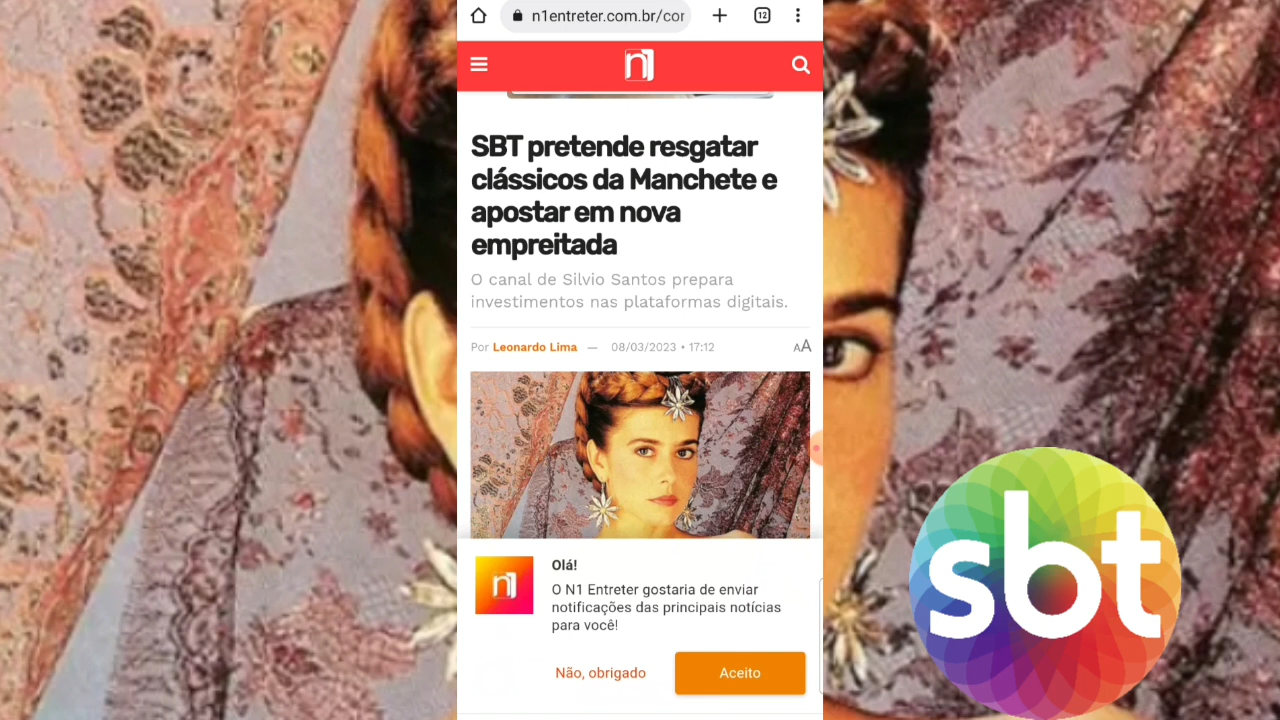 n1entreter.com.br/cor
12
n1
SBT pretende resgatar
clássicos da Manchete e
apostar em nova
empreitada
O canal de Silvio Santos prepara
investimentos nas plataformas digitais.
Por Leonardo Lima — 08/03/2023 • 17:12
AA
Olá!
n1
O N1 Entreter gostaria de enviar
notificações das principais notícias
para você!
Não, obrigado
Aceito
sbt